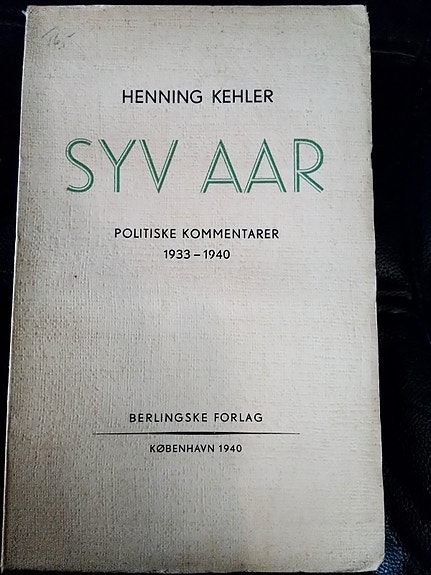 HENNING KEHLER
SYV AAR
POLITISKE KOMMENTARER
1933 – 1940
BERLINGSKE FORLAG
KØBENHAVN 1940